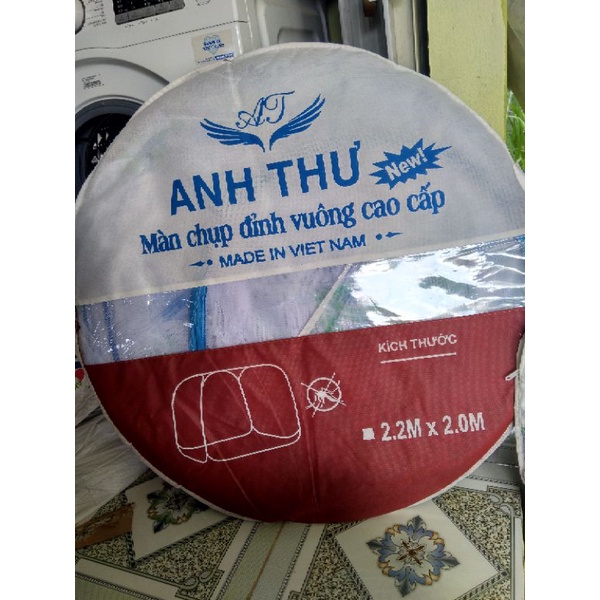 AT
ANH THƯ
New!
Màn chụp đỉnh vuông cao cấp
MADE IN VIET NAM
KÍCH THƯỚC
2.2M x 2.0M